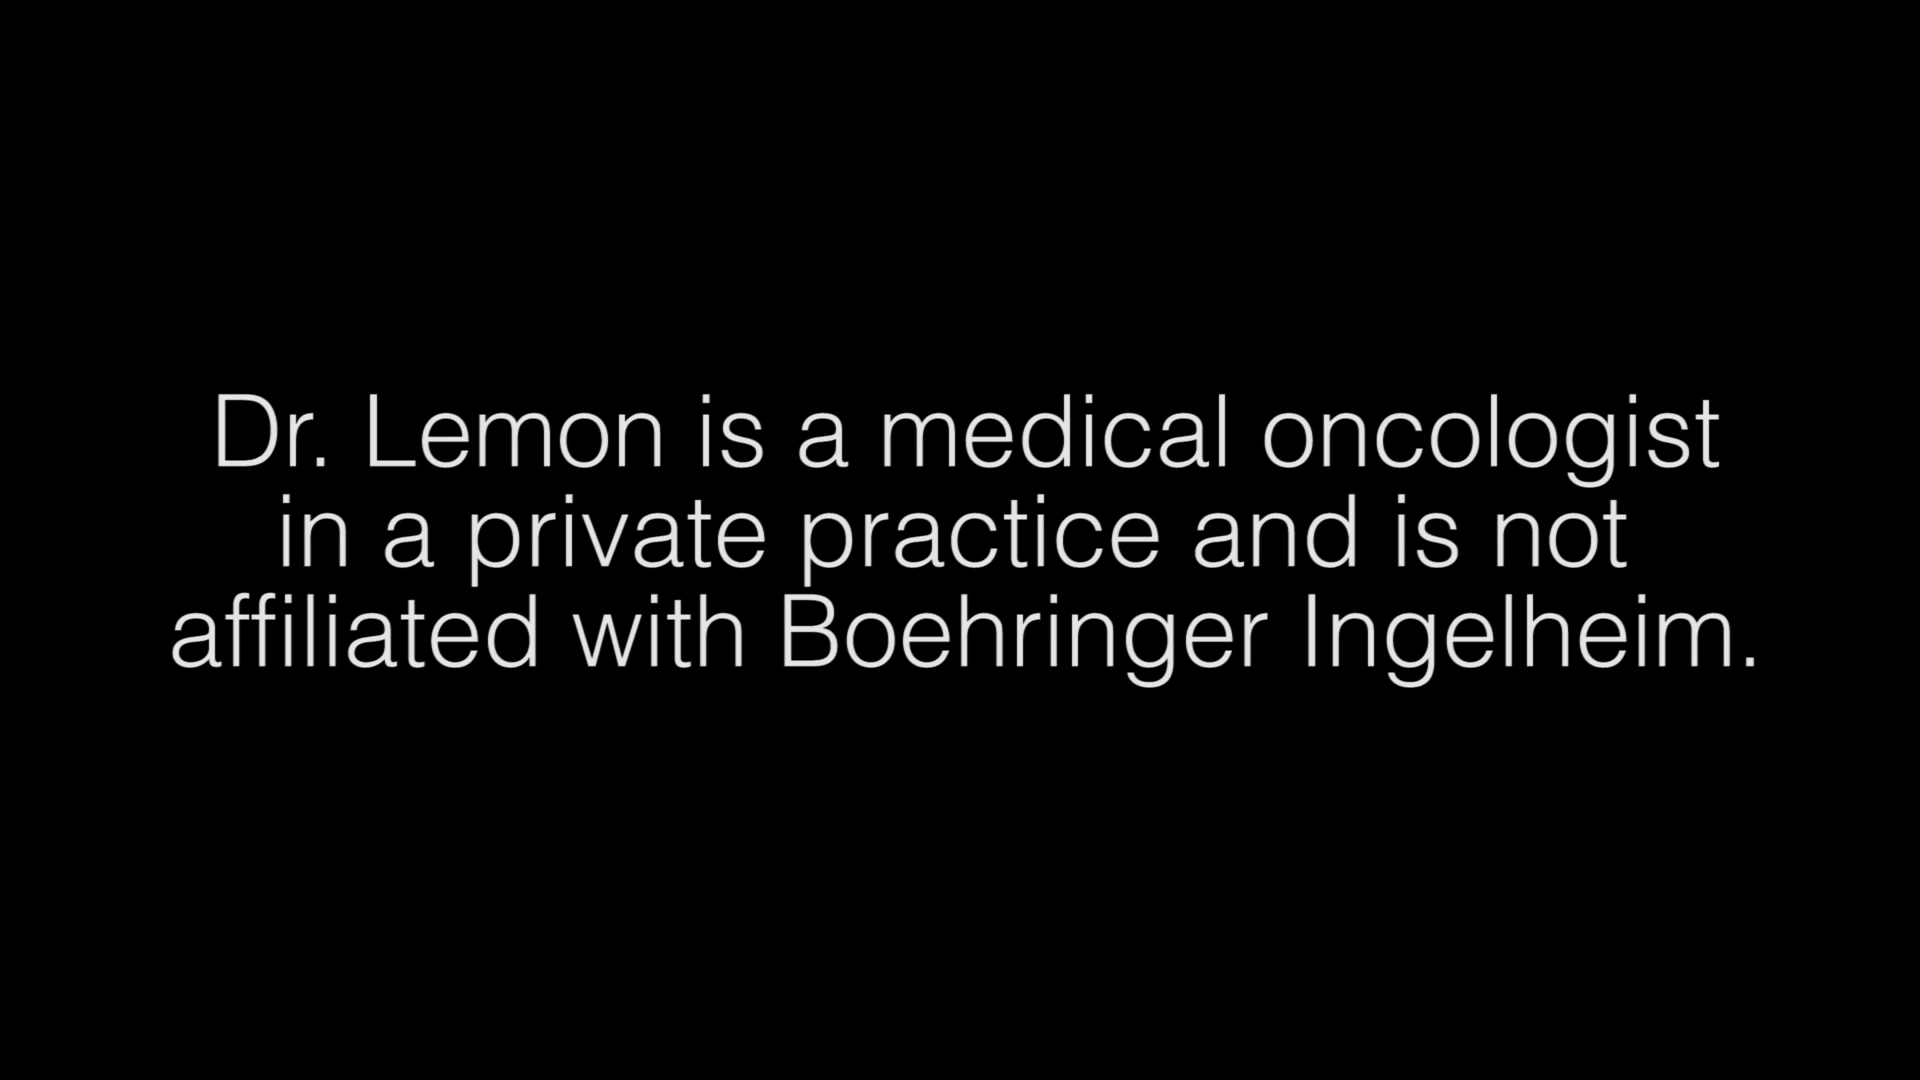 Dr. Lemon is a medical oncologist
in a private practice and is not
affiliated with Boehringer Ingelheim.